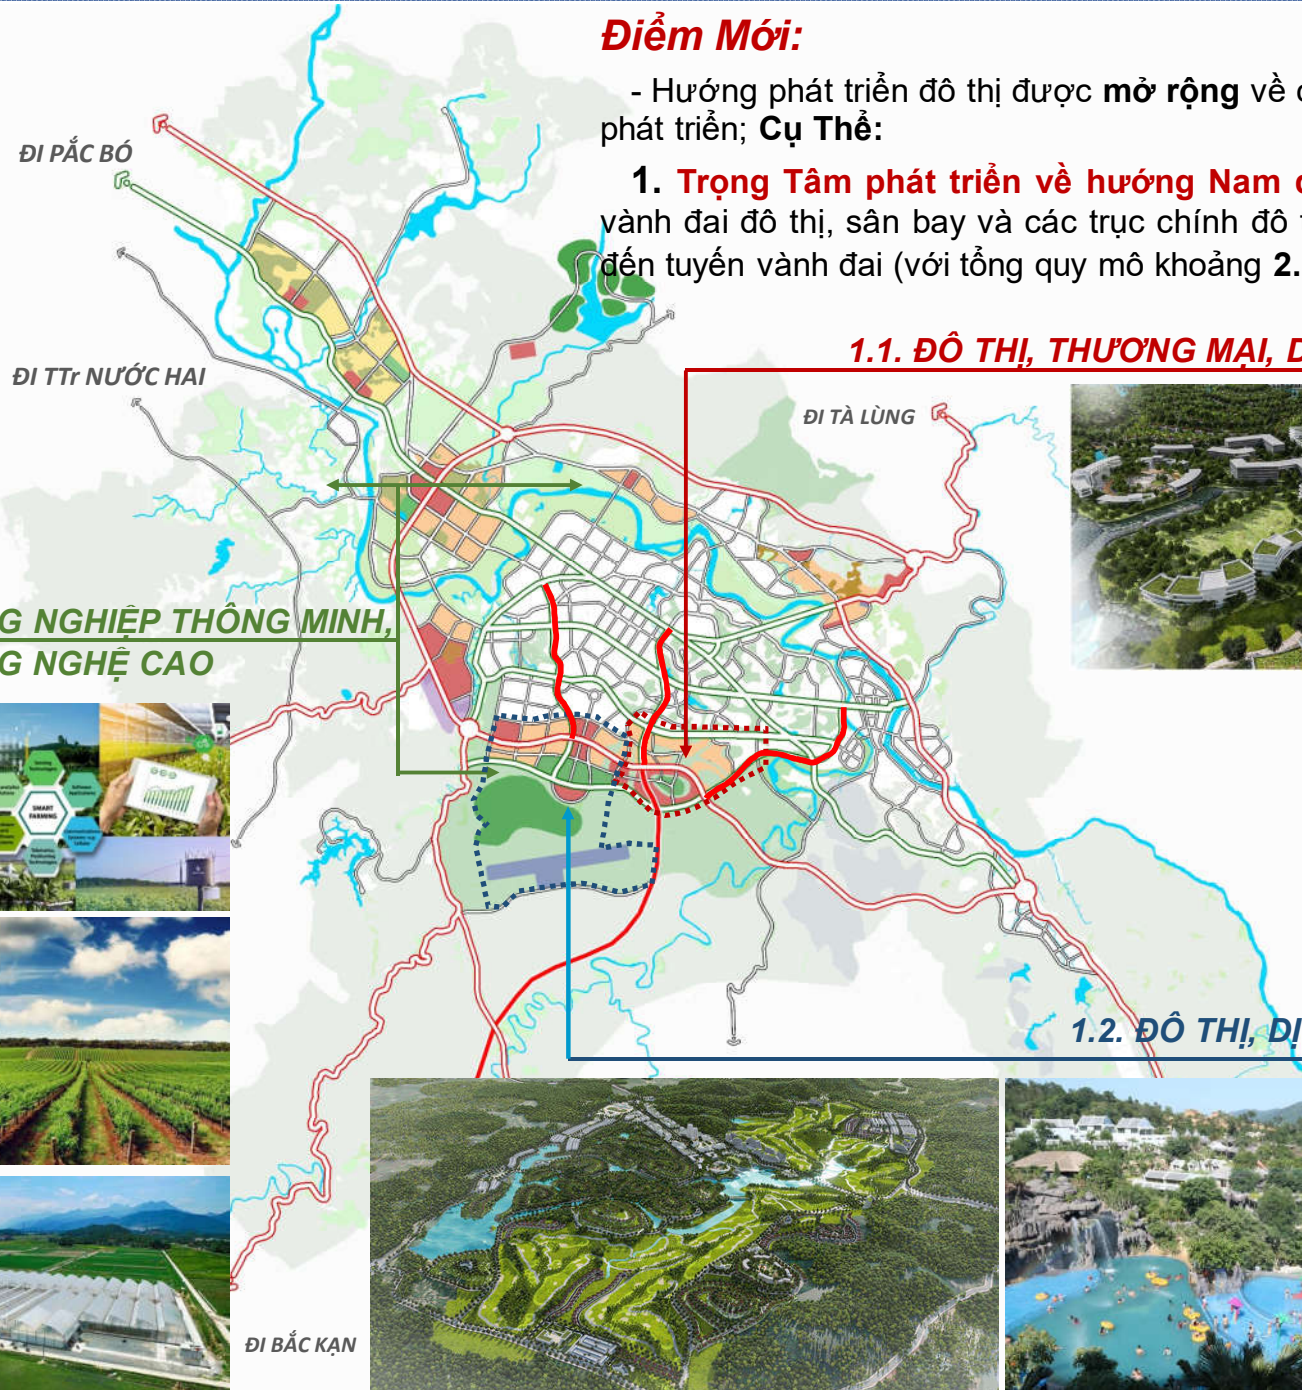 Điểm Mới:
- Hướng phát triển đô thị được mở rộng về
phát triển; Cụ Thể:
1. Trọng Tâm phát triển về hướng Nam
vành đai đô thị, sân bay và các trục chính đô
đến tuyến vành đai (với tổng quy mô khoảng 2.
ĐI PẮC BÓ
1.1. ĐÔ THỊ, THƯƠNG MẠI,
ĐI TTr NƯỚC HAI
ĐI TÀ LÙNG
G NGHIỆP THÔNG MINH,
G NGHỆ CAO
SMART
FARMING
1.2. ĐÔ THỊ, DỊ
ĐI BẮC KẠN